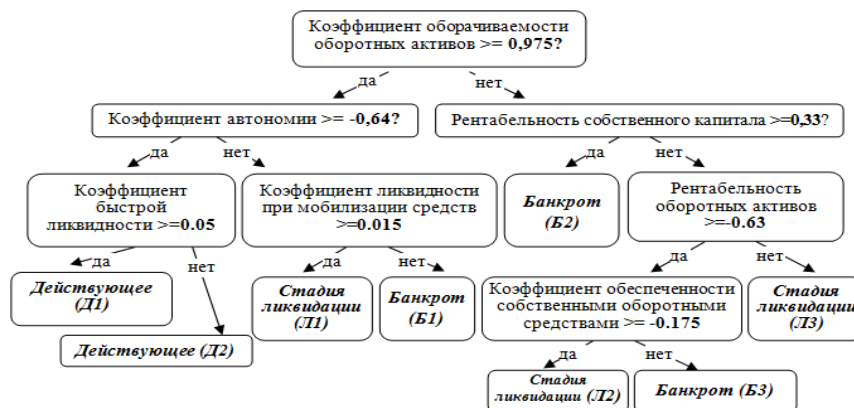 Коэффициент оборачиваемости
оборотных активов >= 0,975?
да
нет
Коэффициент автономии >= -0,64?
Рентабельность собственного капитала >=0,33?
да
нет
да
нет
Коэффициент
быстрой
ликвидности >=0.05
Коэффициент ликвидности
при мобилизации средств
>=0.015
Банкрот
(Б2)
Рентабельность
оборотных активов
>=-0.63
да
нет
да
нет
да
нет
Действующее
(Д1)
Действующее (Д2)
Стадия
ликвидации
(Л1)
Банкрот
(Б1)
Коэффициент обеспеченности
собственными оборотными
средствами >= -0.175
Стадия
ликвидации
(Л3)
да
нет
Стадия
ликвидации (Л2)
Банкрот (Б3)